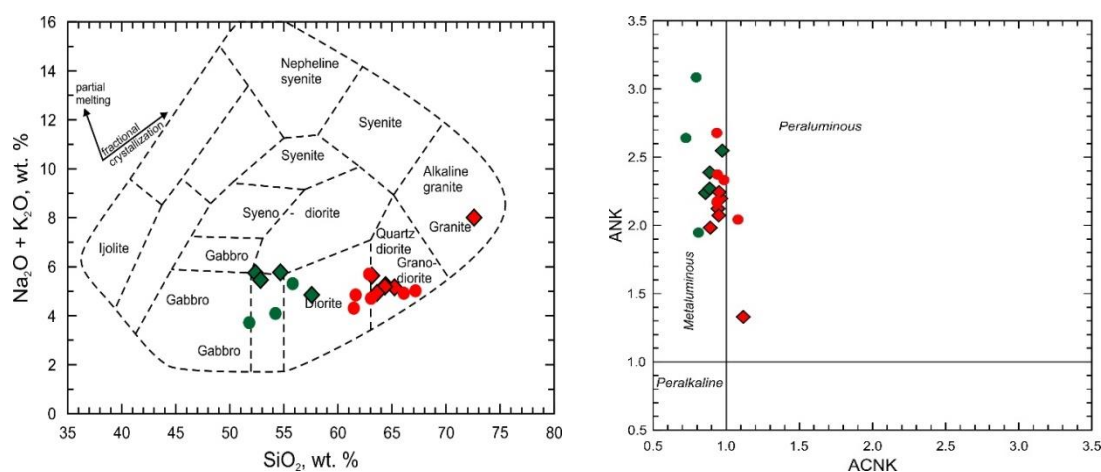 16
14
12
10
8
6
4
2
0
Na₂O + K₂O, wt. %
partial
melting
fractional
crystallization
Nepheline
syenite
Syenite
Syenite
Alkaline
granite
Granite
Syeno - diorite
Quartz
diorite
Grano-
diorite
Ijolite
Gabbro
Gabbro
Diorite
Gabbro
35 40 45 50 55 60 65 70 75 80
SiO₂, wt. %
3.5
3.0
2.5
2.0
1.5
1.0
0.5
ANK
Peraluminous
Metaluminous
Peralkaline
0.5 1.0 1.5 2.0 2.5 3.0 3.5
ACNK